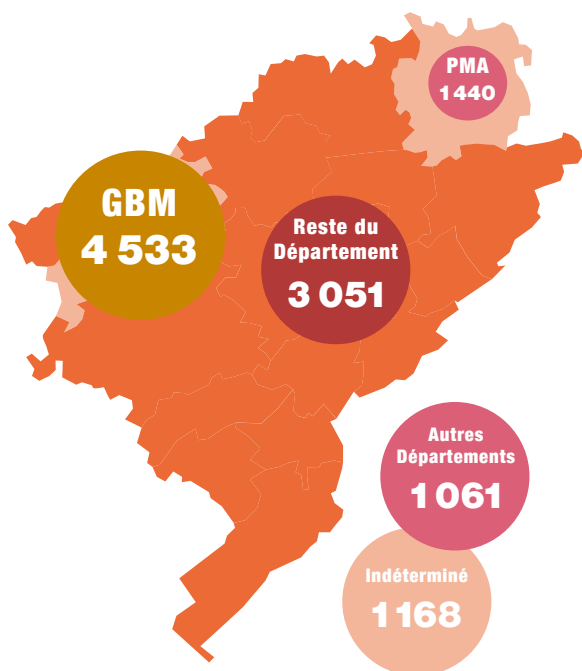 PMA
1 440
GBM
4 533
Reste du
Département
3 051
Autres
Départements
1 061
Indéterminé
1 168